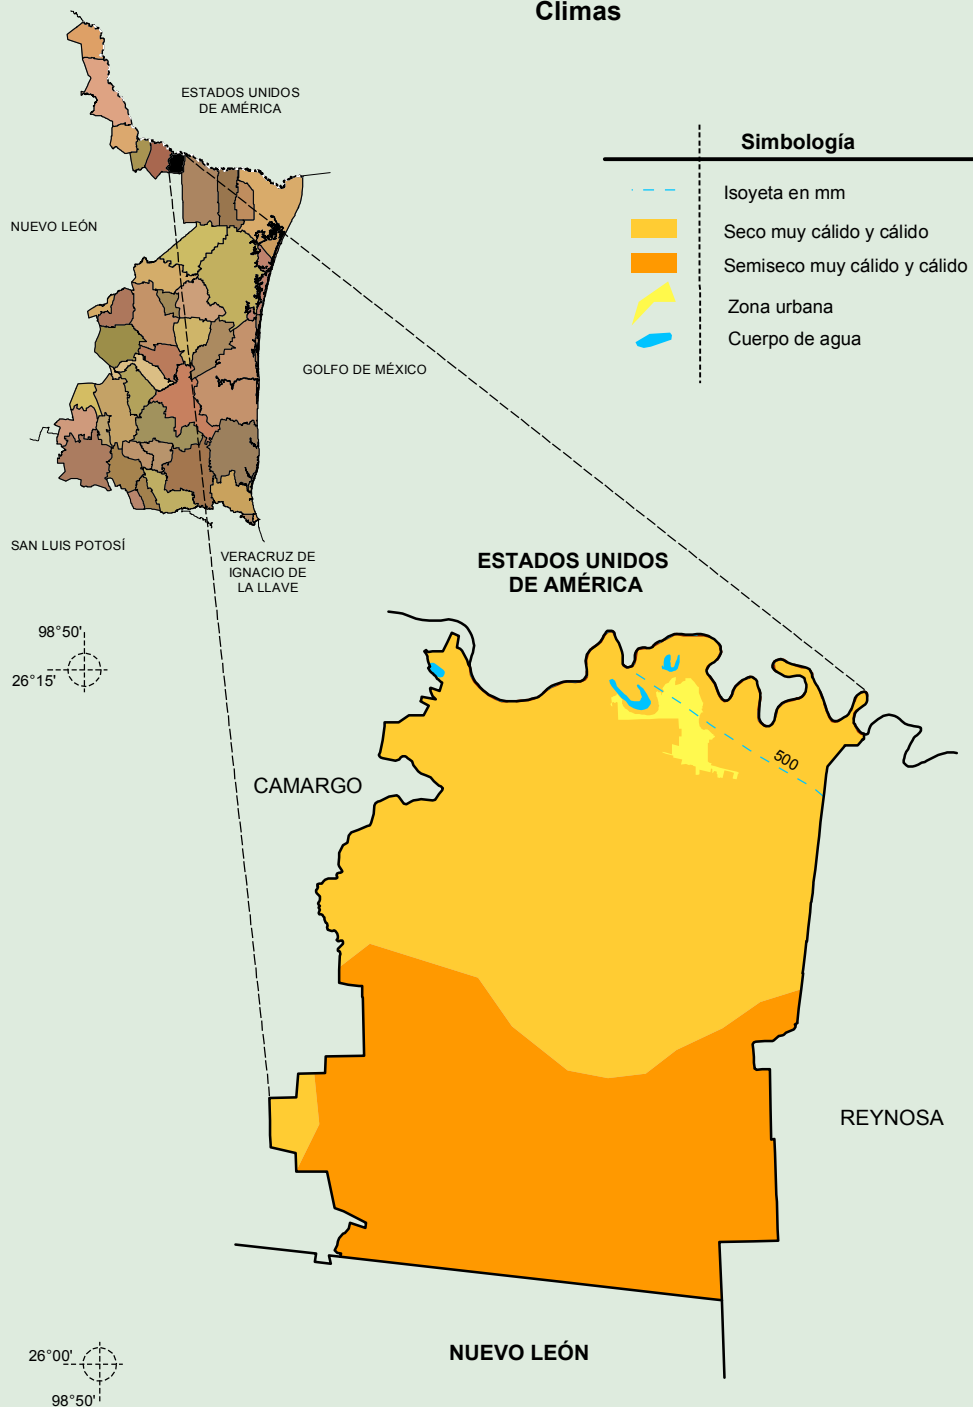 Climas
ESTADOS UNIDOS
DE AMÉRICA
Simbología
Isoyeta en mm
Seco muy cálido y cálido
Semiseco muy cálido y cálido
Zona urbana
Cuerpo de agua
NUEVO LEÓN
GOLFO DE MÉXICO
SAN LUIS POTOSÍ
VERACRUZ DE
IGNACIO DE
LA LLAVE
ESTADOS UNIDOS
DE AMÉRICA
98°50'
26°15'
500
CAMARGO
REYNOSA
NUEVO LEÓN
26°00'
98°50'